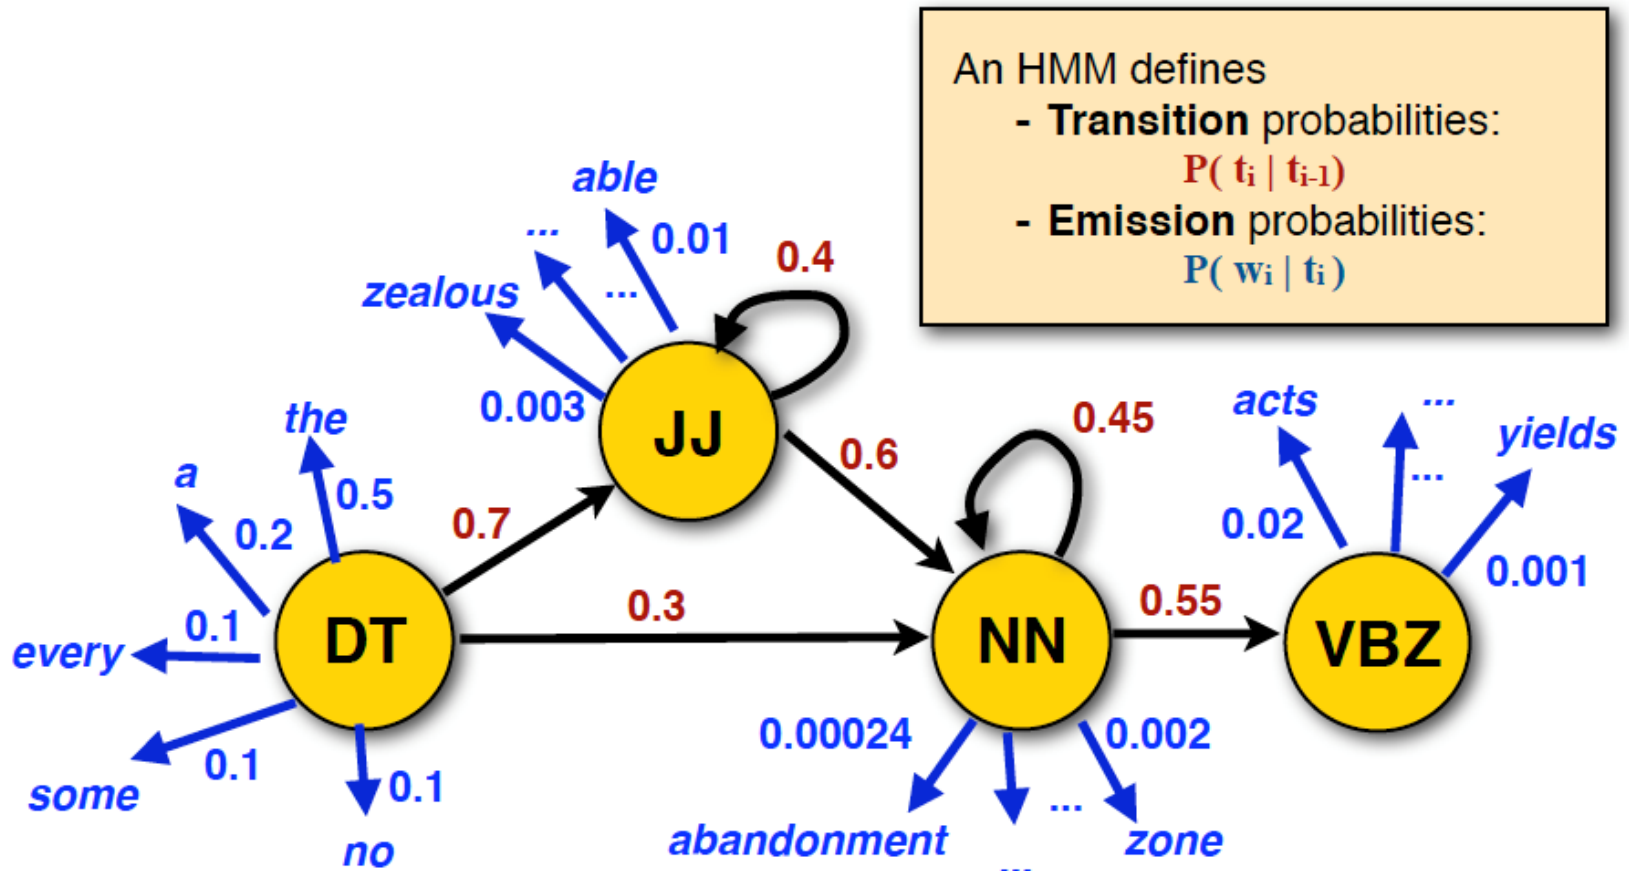 An HMM defines
- Transition probabilities:
P( ti | ti-1)
- Emission probabilities:
P( wi | ti )
able
...
0.01
0.4
zealous
...
0.003
JJ
the
a
0.5
0.2
0.7
0.6
0.45
acts
...
yields
...
0.02
0.001
every
0.1
DT
0.3
NN
0.55
VBZ
some
0.1
0.1
no
0.00024
0.002
abandonment
...
zone
...